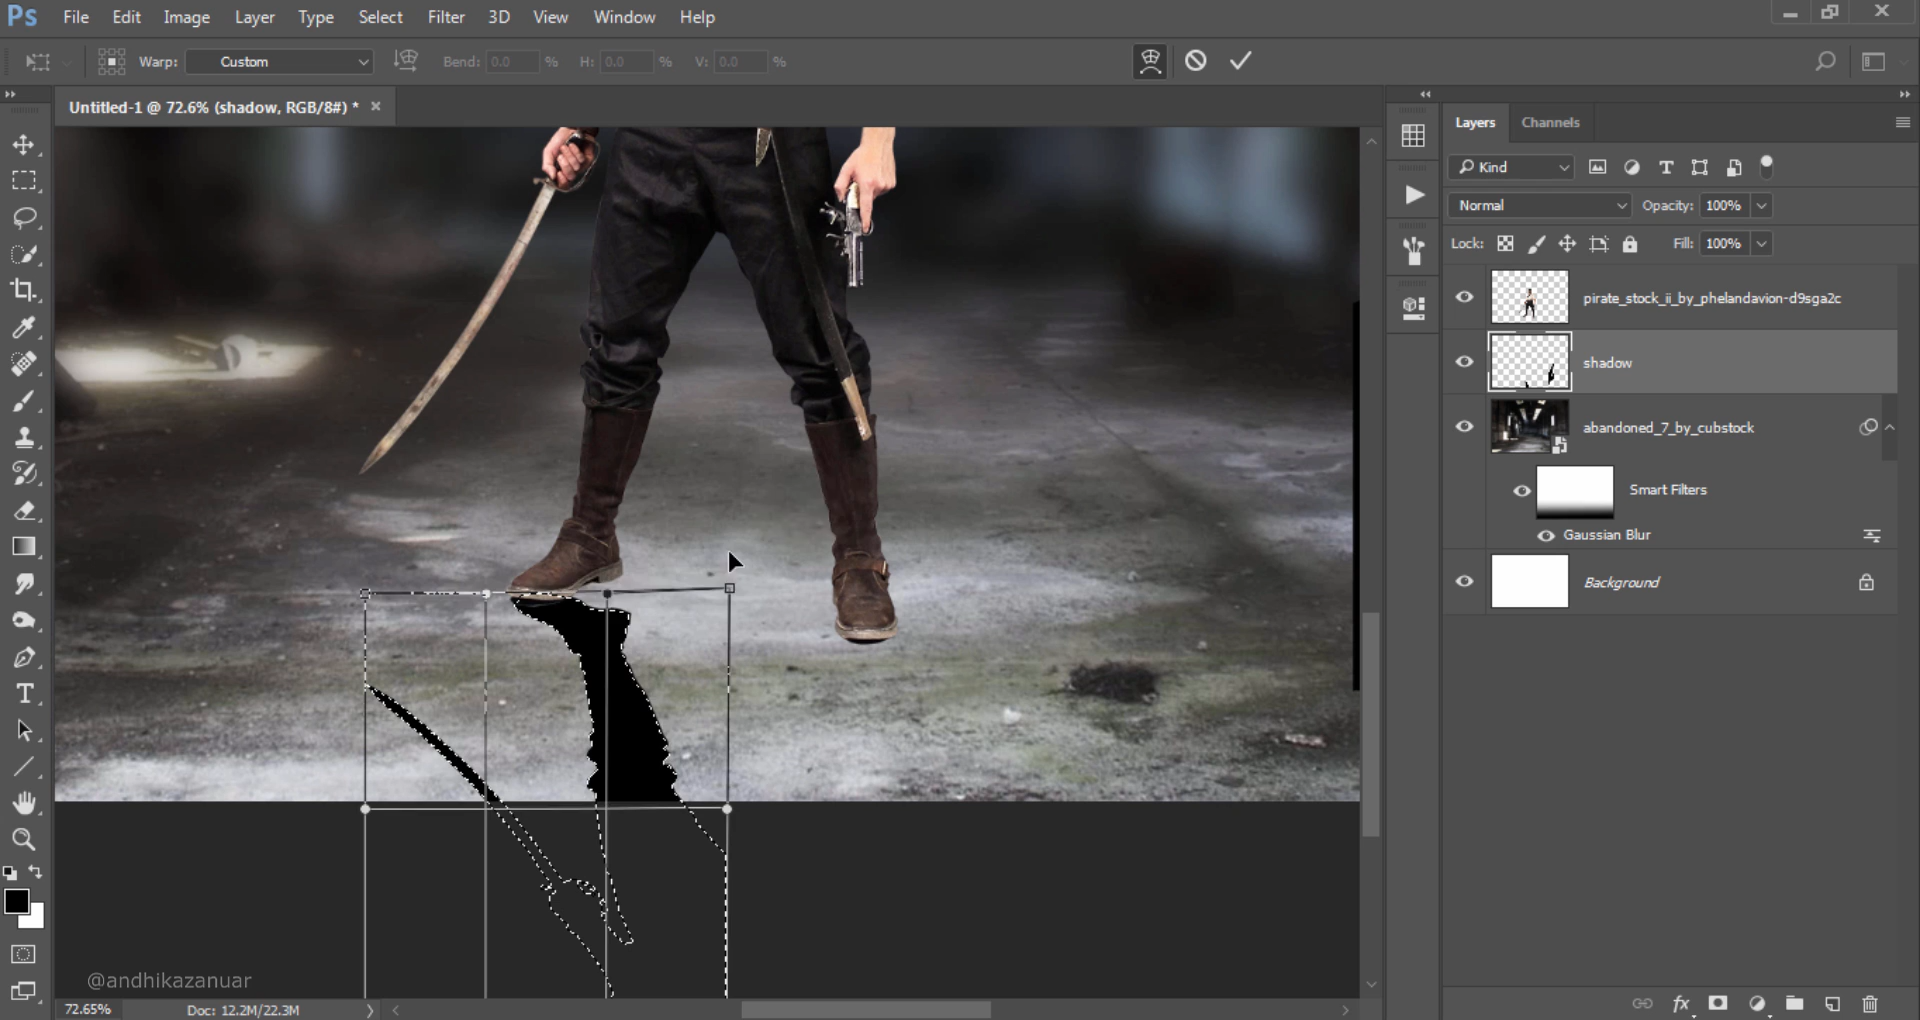 Ps File Edit Image Layer Type Select Filter 3D View Window Help
Warp: Custom Bend: 0.0 % H: 0.0 % V: 0.0 %
Untitled-1 @ 72.6% (shadow, RGB/8#) * ×
Layers Channels
Kind
Normal Opacity: 100%
Lock: Fill: 100%
pirate_stock_ii_by_phelandavion-d9sga2c
shadow
abandoned_7_by_cubstock
Smart Filters
Gaussian Blur
Background
@andhikazanuar
72.65% Doc: 12.2M/22.3M
fx